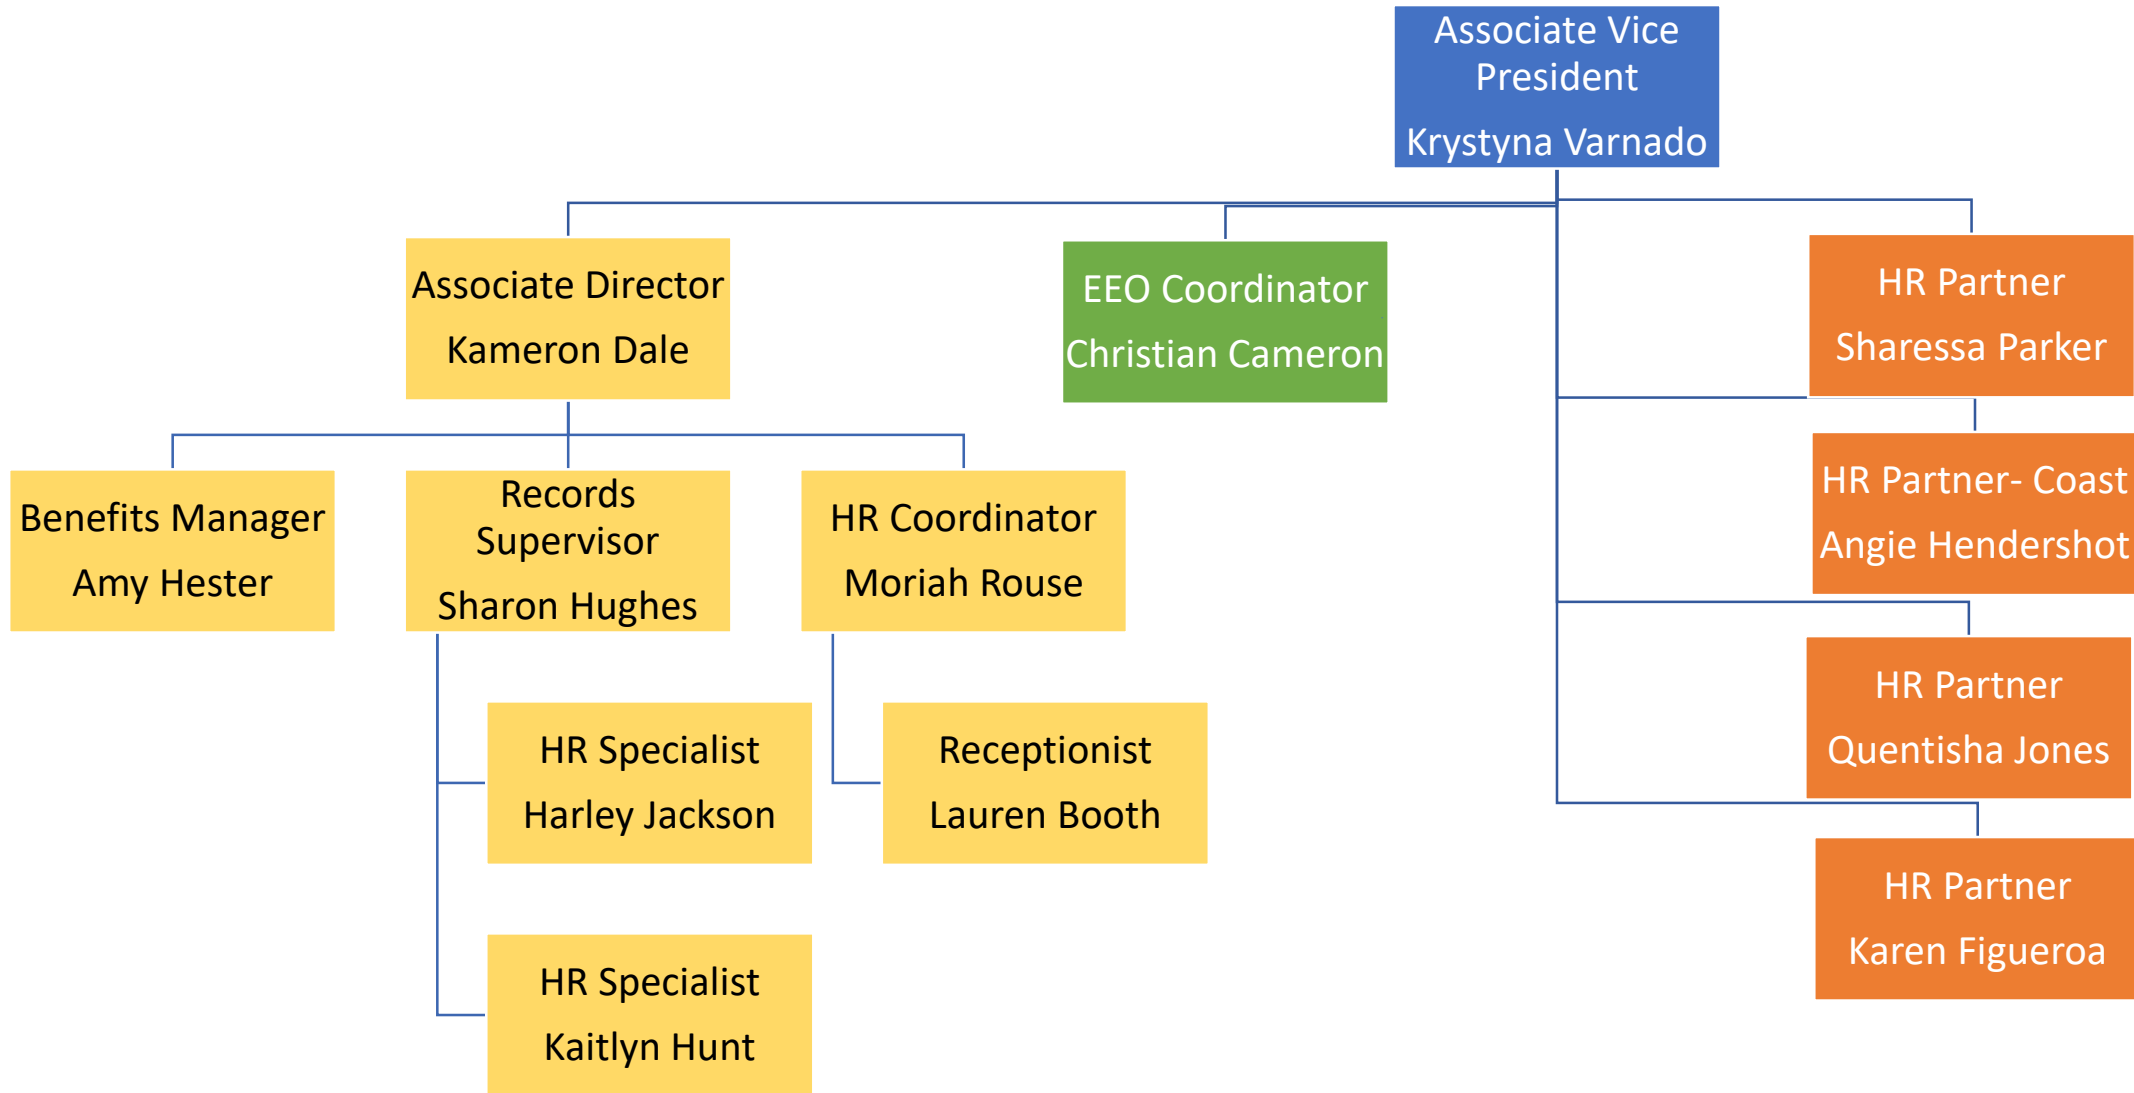 Associate Vice
President
Krystyna Varnado
Associate Director
Kameron Dale
EEO Coordinator
Christian Cameron
HR Partner
Sharessa Parker
Benefits Manager
Amy Hester
Records
Supervisor
Sharon Hughes
HR Coordinator
Moriah Rouse
HR Partner- Coast
Angie Hendershot
HR Specialist
Harley Jackson
Receptionist
Lauren Booth
HR Partner
Quentisha Jones
HR Specialist
Kaitlyn Hunt
HR Partner
Karen Figueroa